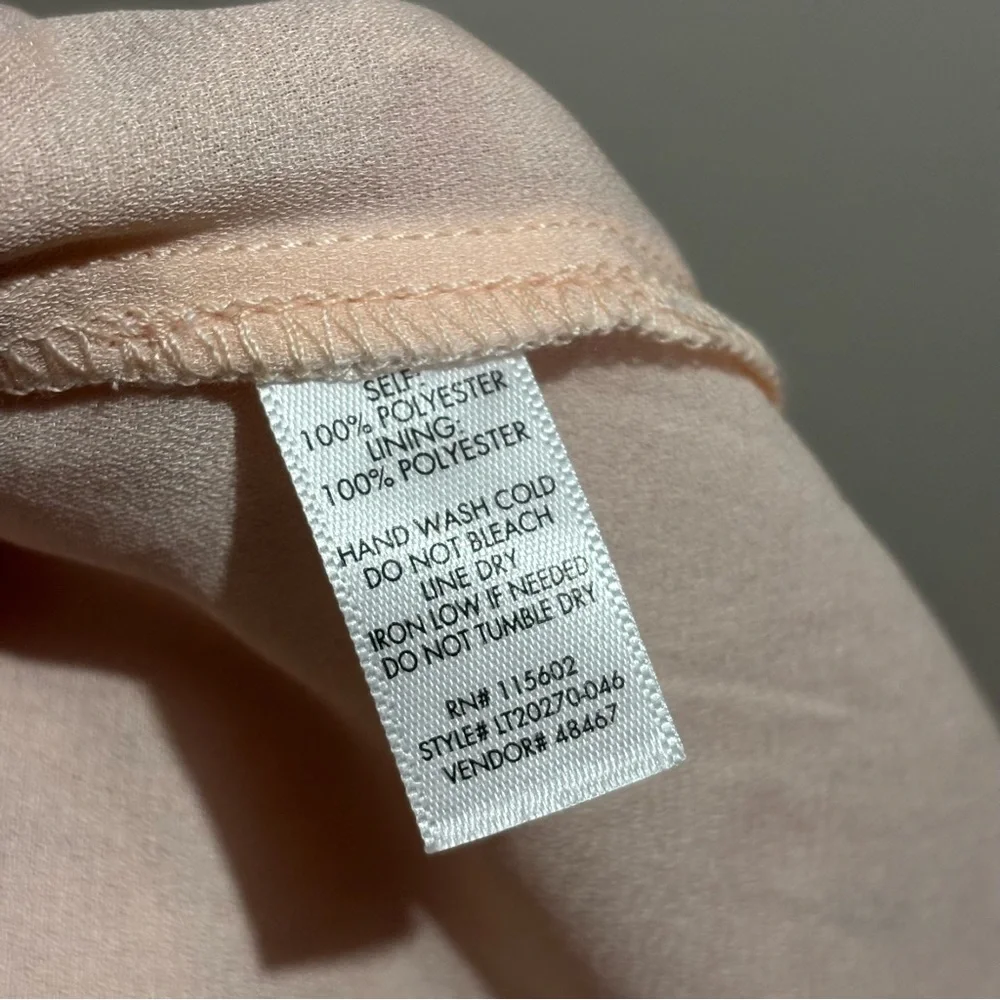 SELF:
100% POLYESTER
LINING:
100% POLYESTER
HAND WASH COLD
DO NOT BLEACH
LINE DRY
IRON LOW IF NEEDED
DO NOT TUMBLE DRY
RN# 115602
STYLE# LT20270-046
VENDOR# 48467